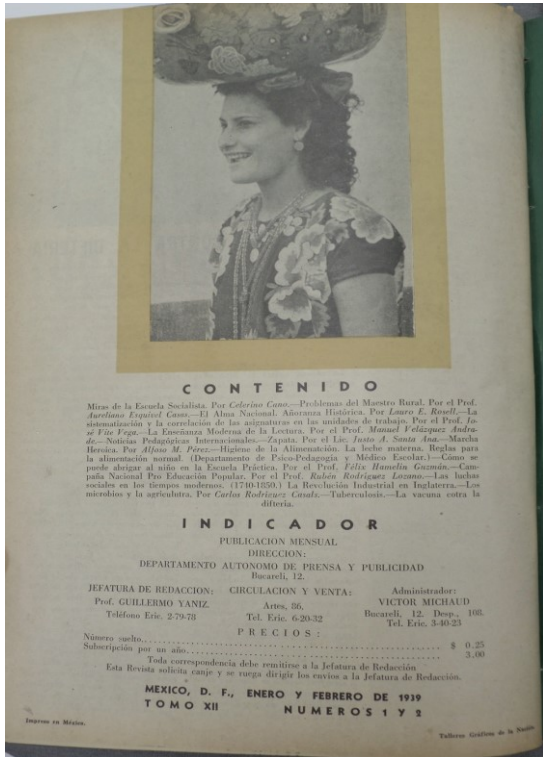 CONTENIDO
Miras de la Escuela Socialista. Por Celerino Cano.—Problemas del Maestro Rural. Por el Prof.
Aureliano Esquivel Casas.—El Alma Nacional. Añoranza Histórica. Por Lauro E. Rosell.—La
sistematización y la correlación de las asignaturas en las unidades de trabajo. Por el Prof. Jo-
sé Vite Vega.—La Enseñanza Moderna de la Lectura. Por el Prof. Manuel Velázquez Andra-
de.—Noticias Pedagógicas Internacionales.—Zapata. Por el Lic. Justo A. Santa Ana.—Marcha
Heroica. Por Alfonso M. Pérez.—Higiene de la Alimentación. La leche materna. Reglas para
la alimentación normal. (Departamento de Psico-Pedagogía y Médico Escolar.)—Cómo se
puede abrigar al niño en la Escuela Práctica. Por el Prof. Félix Hamelin Guzmán.—Cam-
paña Nacional Pro Educación Popular. Por el Prof. Rubén Rodríguez Lozano.—Las luchas
sociales en los tiempos modernos. (1740-1850.) La Revolución Industrial en Inglaterra.—Los
microbios y la agricultura. Por Carlos Rodríguez Casals.—Tuberculosis.—La vacuna cotra la
difteria.
INDICADOR
PUBLICACION MENSUAL
DIRECCION:
DEPARTAMENTO AUTONOMO DE PRENSA Y PUBLICIDAD
Bucareli, 12.
JEFATURA DE REDACCION: CIRCULACION Y VENTA: Administrador:
Prof. GUILLERMO YANIZ. Artes, 86. VICTOR MICHAUD
Teléfono Eric. 2-79-78 Tel. Eric. 6-20-32 Bucareli, 12. Desp., 108.
Tel. Eric. 3-40-23
PRECIOS:
Número suelto. $ 0.25
Subscripción por un año. 3.00
Toda correspondencia debe remitirse a la Jefatura de Redacción
Esta Revista solicita canje y se ruega dirigir los envíos a la Jefatura de Redacción.
MEXICO, D. F., ENERO Y FEBRERO DE 1939
TOMO XII NUMEROS 1 Y 2
Impreso en México.
Talleres Gráficos de la Nación.